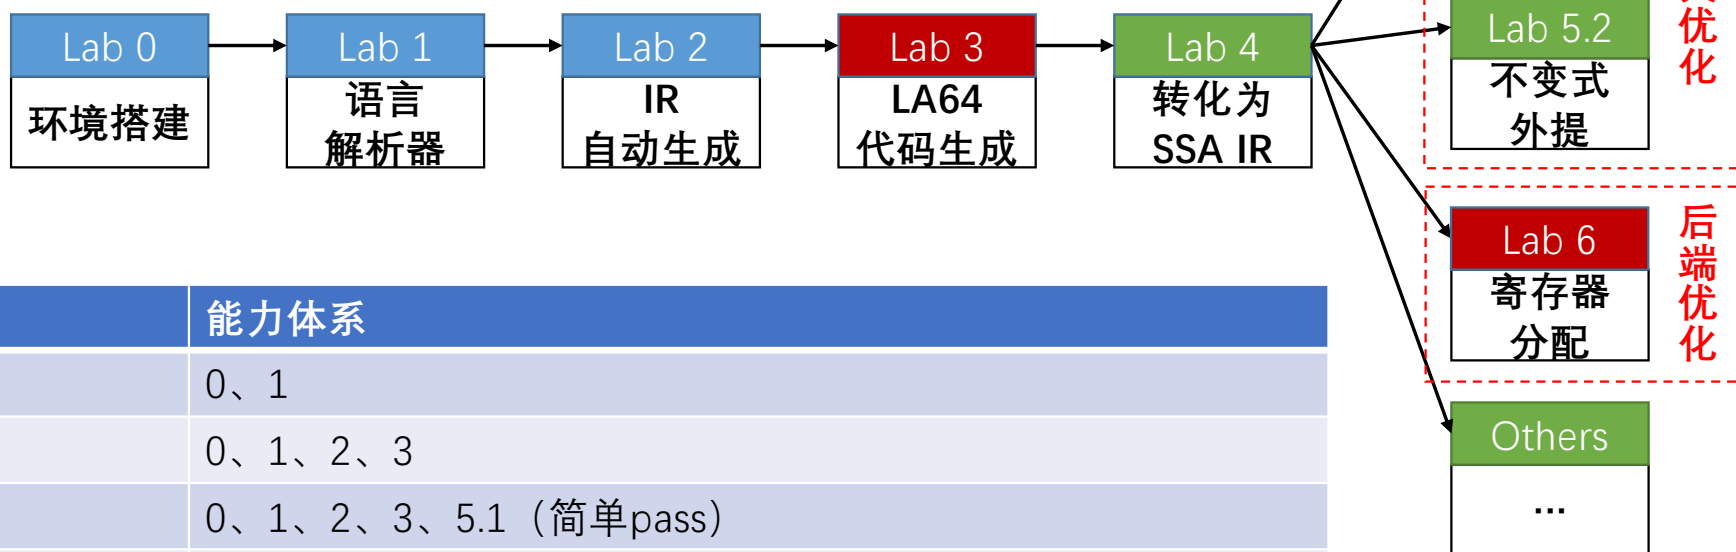 Lab 0
环境搭建
Lab 1
语言
解析器
Lab 2
IR
自动生成
Lab 3
LA64
代码生成
Lab 4
转化为
SSA IR
Lab 5.2
不变式
外提
优
化
Lab 6
寄存器
分配
后
端
优
化
Others
...
能力体系
0、1
0、1、2、3
0、1、2、3、5.1（简单pass）